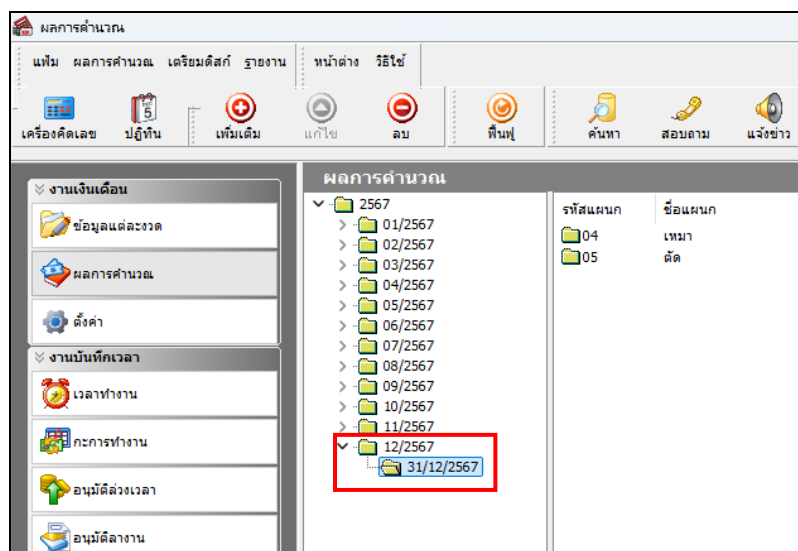 ผลการคำนวณ
แฟ้ม ผลการคำนวณ เตรียมดิสก์ รายงาน หน้าต่าง วิธีใช้
5
เครื่องคิดเลข ปฏิทิน เพิ่มเติม แก้ไข ลบ ฟื้นฟู ค้นหา สอบถาม แจ้งข่าว
งานเงินเดือน
ข้อมูลแต่ละงวด
ผลการคำนวณ
ตั้งค่า
งานบันทึกเวลา
เวลาทำงาน
กะการทำงาน
อนุมัติล่วงเวลา
อนุมัติลางาน
ผลการคำนวณ
2567
01/2567
02/2567
03/2567
04/2567
05/2567
06/2567
07/2567
08/2567
09/2567
10/2567
11/2567
12/2567
31/12/2567
รหัสแผนก ชื่อแผนก
04 เหมา
05 ตัด